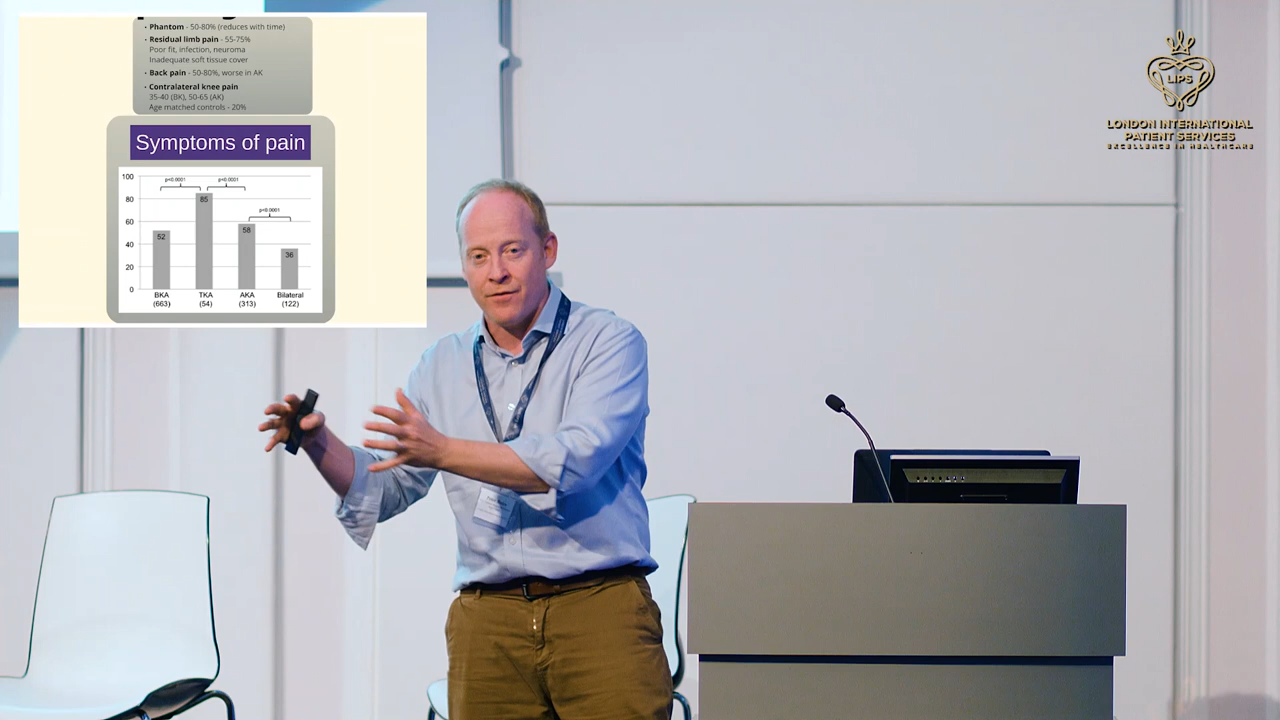 • Phantom - 50-80% (reduces with time)
• Residual limb pain - 55-75%
Poor fit, infection, neuroma
Inadequate soft tissue cover
• Back pain - 50-80%, worse in AK
• Contralateral knee pain
35-40 (BK), 50-65 (AK)
Age matched controls - 20%
Symptoms of pain
100
80
60
40
20
0
p<0.0001
p<0.0001
p<0.0001
52
85
58
36
BKA
TKA
AKA
Bilateral
(663)
(54)
(313)
(122)
LIPS
LONDON INTERNATIONAL
PATIENT SERVICES
EXCELLENCE IN HEALTHCARE